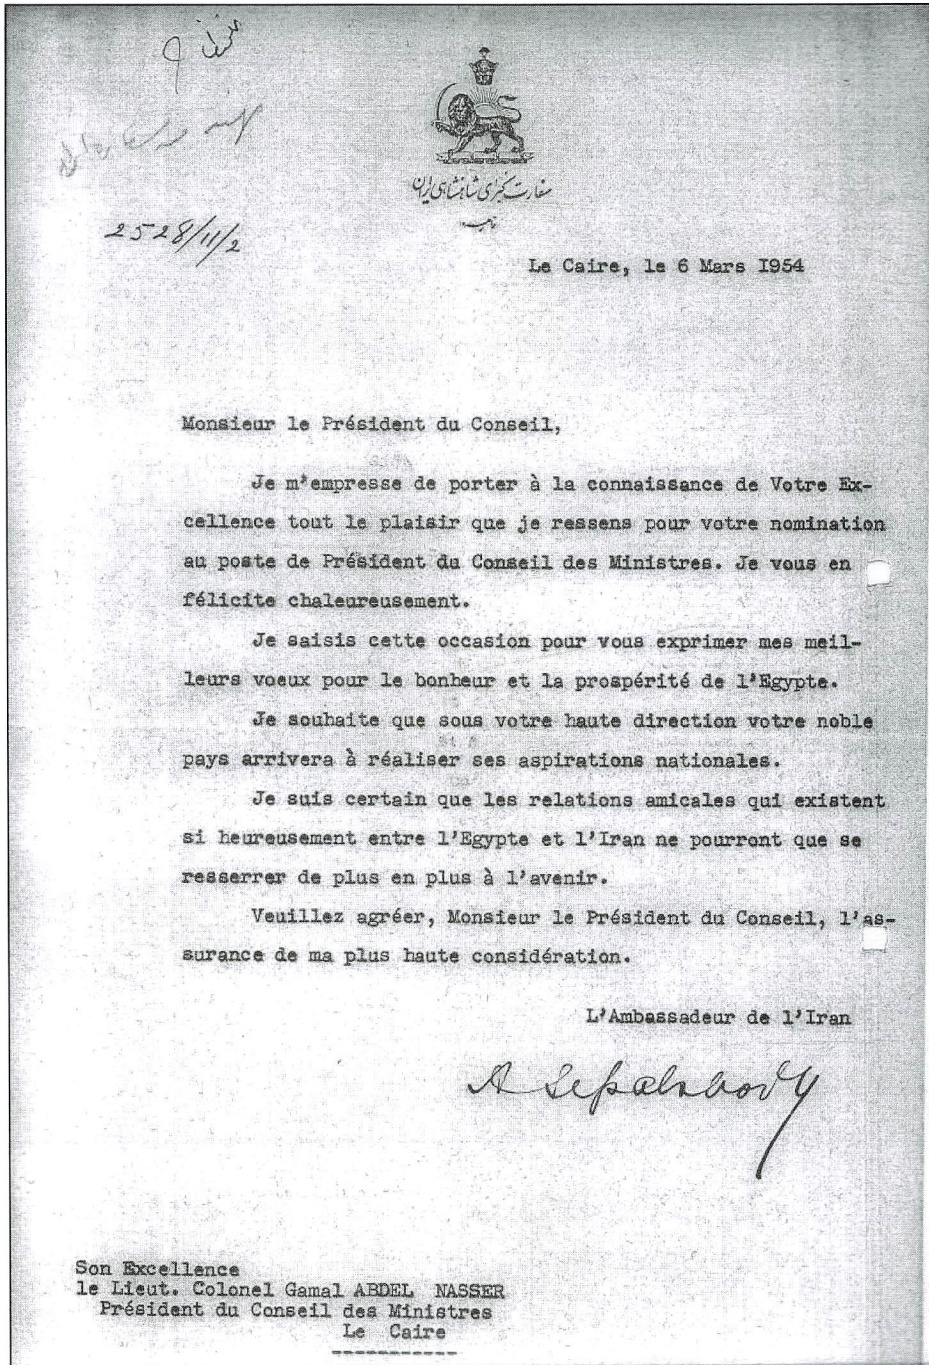 سفارت کبرای شاهنشاهی ایران
2528/11/2
Le Caire, le 6 Mars I954
Monsieur le Président du Conseil,
Je m'empresse de porter à la connaissance de Votre Ex-
cellence tout le plaisir que je ressens pour votre nomination
au poste de Président du Conseil des Ministres. Je vous en
félicite chaleureusement.
Je saisis cette occasion pour vous exprimer mes meil-
leurs voeux pour le bonheur et la prospérité de l'Egypte.
Je souhaite que sous votre haute direction votre noble
pays arrivera à réaliser ses aspirations nationales.
Je suis certain que les relations amicales qui existent
si heureusement entre l'Egypte et l'Iran ne pourront que se
resserrer de plus en plus à l'avenir.
Veuillez agréer, Monsieur le Président du Conseil, l'as-
surance de ma plus haute considération.
L'Ambassadeur de l'Iran
A Sepahbody
Son Excellence
le Lieut. Colonel Gamal ABDEL NASSER
Président du Conseil des Ministres
Le Caire